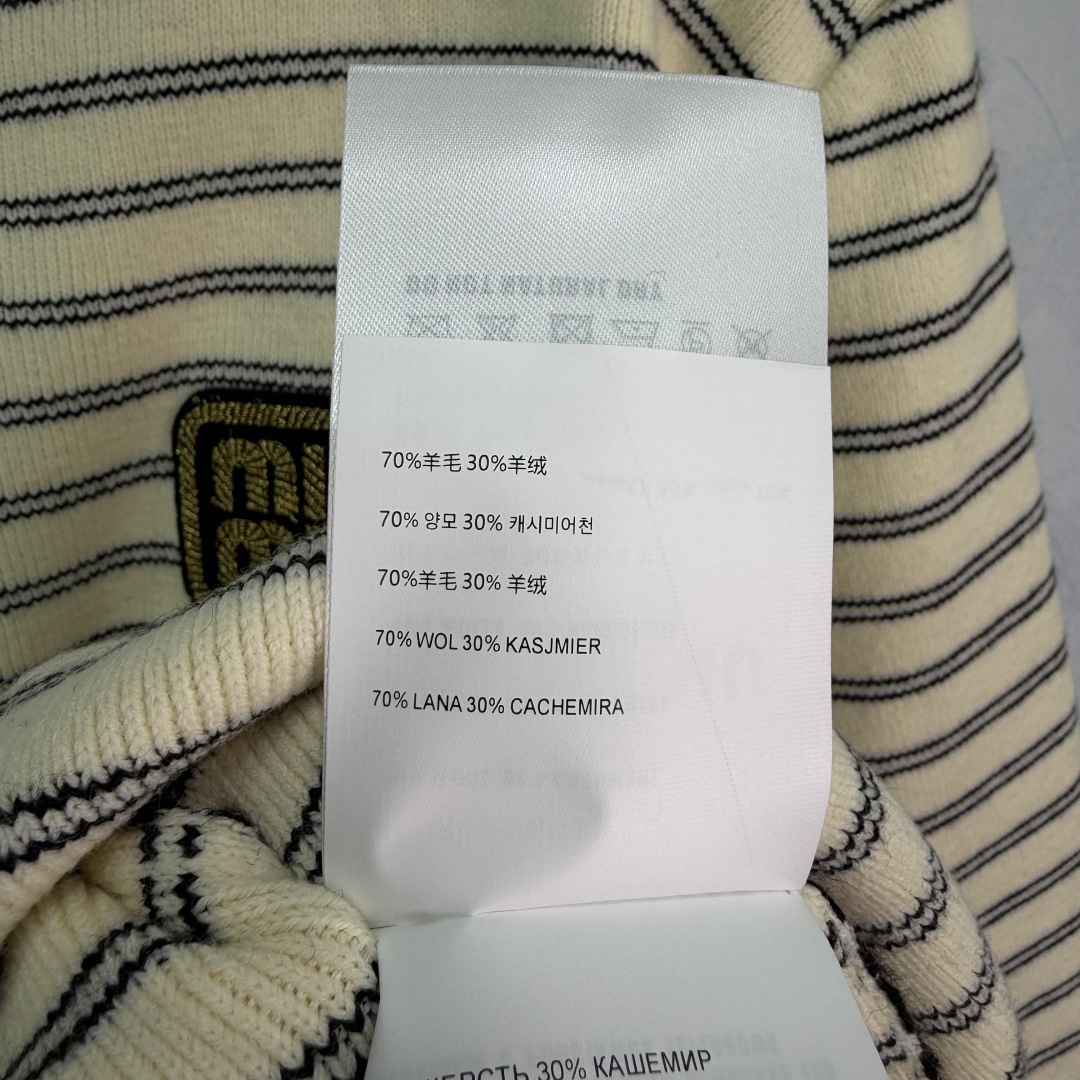 70%羊毛 30%羊绒
70% 양모 30% 캐시미어천
70%羊毛 30% 羊绒
70% WOL 30% KASJMIER
70% LANA 30% CACHEMIRA
30% КАШЕМИР